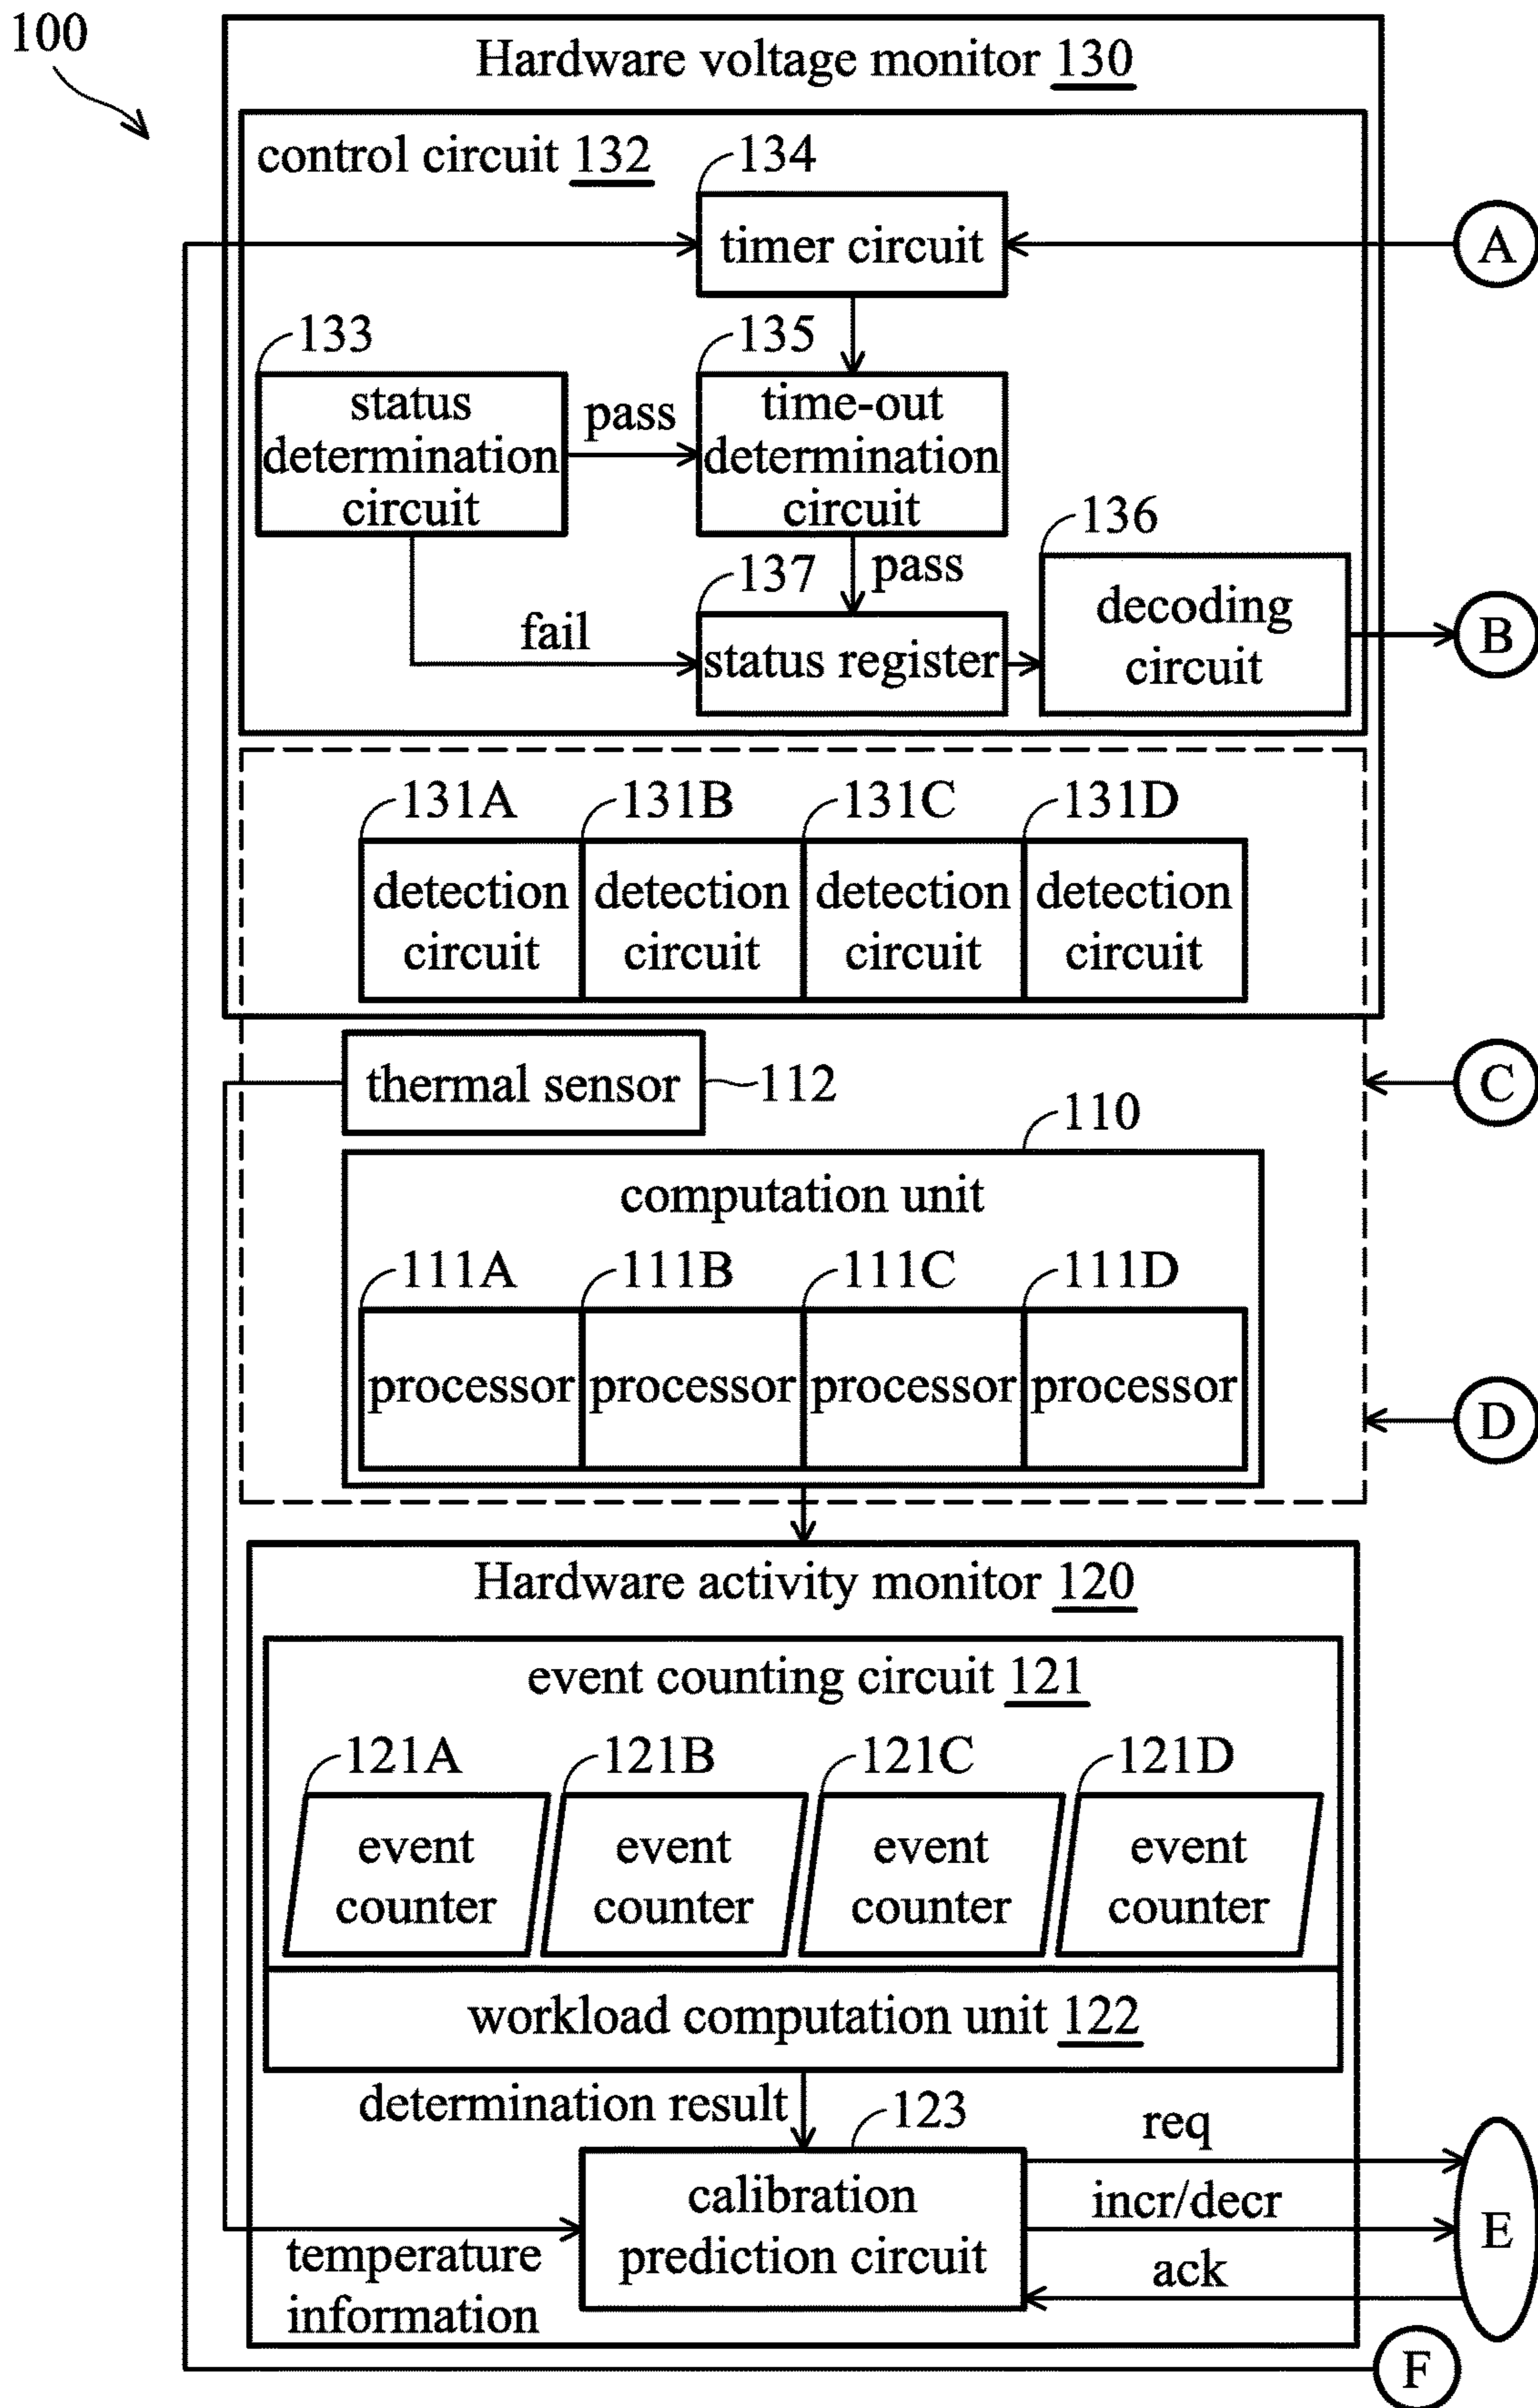 100
Hardware voltage monitor 130
control circuit 132
134
timer circuit
A
133
135
status
determination
circuit
pass
time-out
determination
circuit
136
137
pass
decoding
circuit
B
fail
status register
131A
131B
131C
131D
detection
circuit
detection
circuit
detection
circuit
detection
circuit
thermal sensor
112
C
110
computation unit
111A
111B
111C
111D
processor
processor
processor
processor
D
Hardware activity monitor 120
event counting circuit 121
121A
121B
121C
121D
event
counter
event
counter
event
counter
event
counter
workload computation unit 122
determination result
123
req
calibration
prediction circuit
incr/decr
E
temperature
information
ack
F